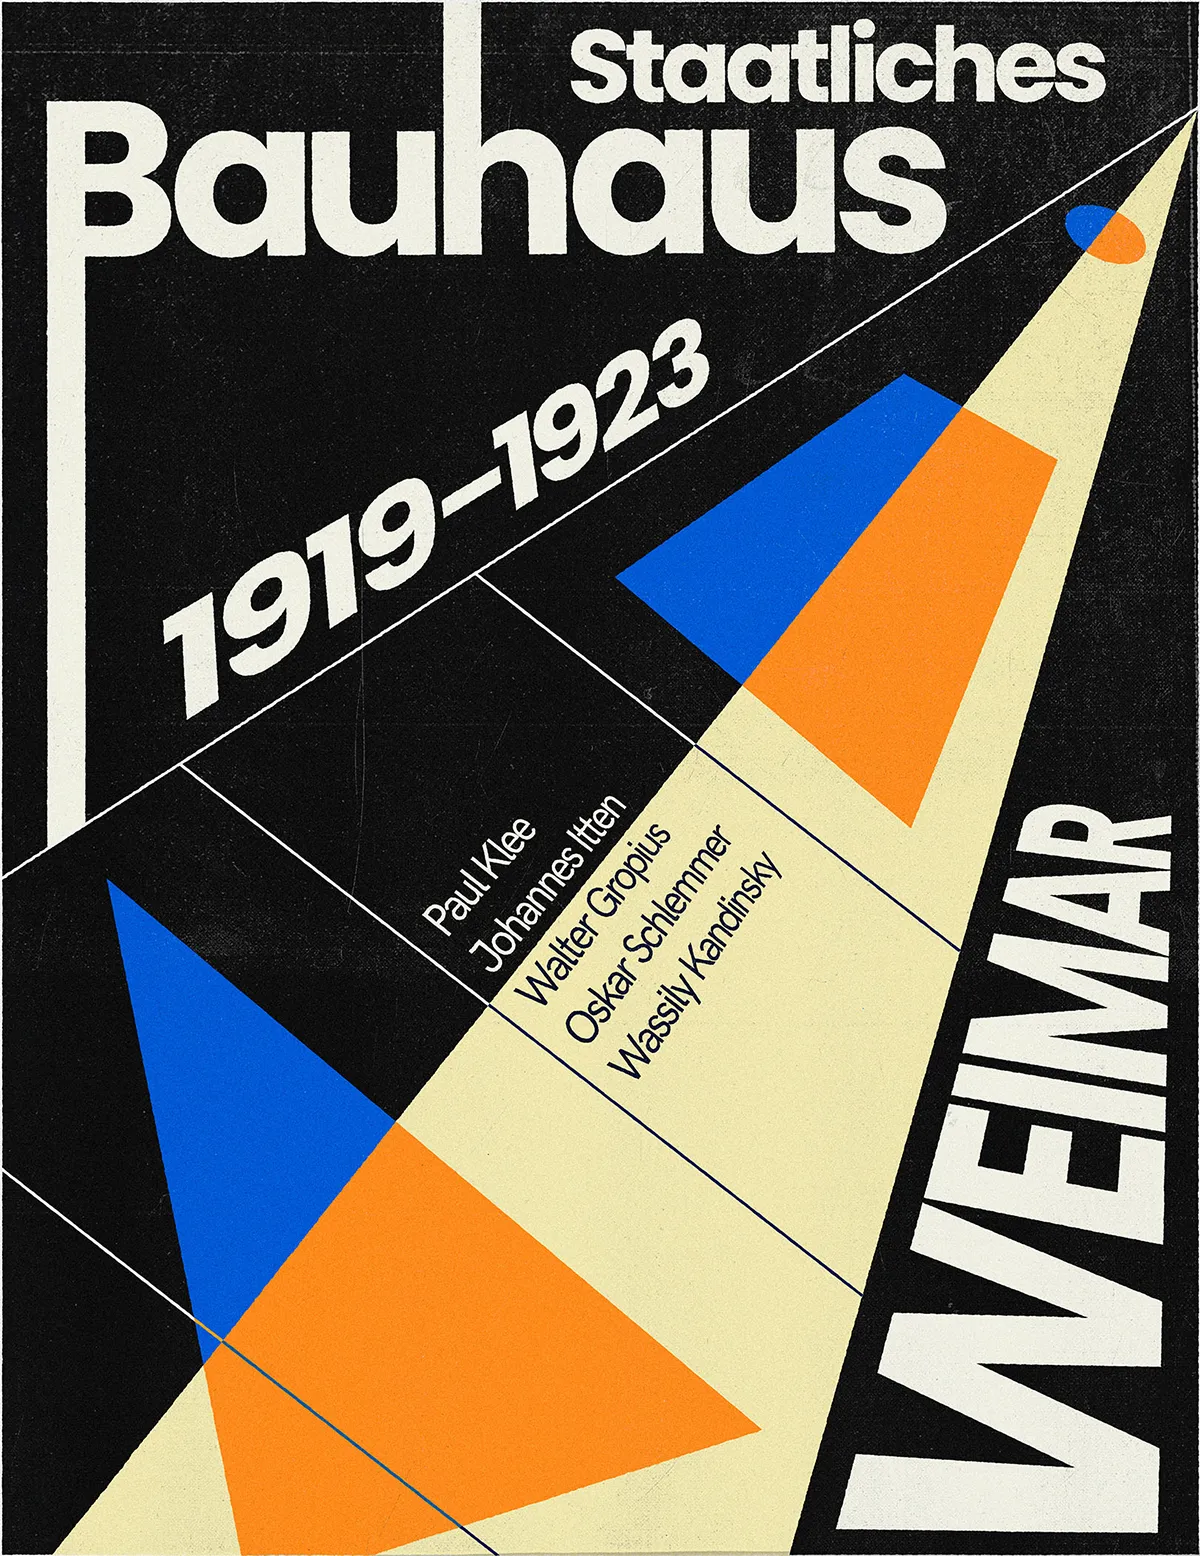 Staatliches
Bauhaus
1919–1923
Paul Klee
Johannes Itten
Walter Gropius
Oskar Schlemmer
Wassily Kandinsky
WEIMAR